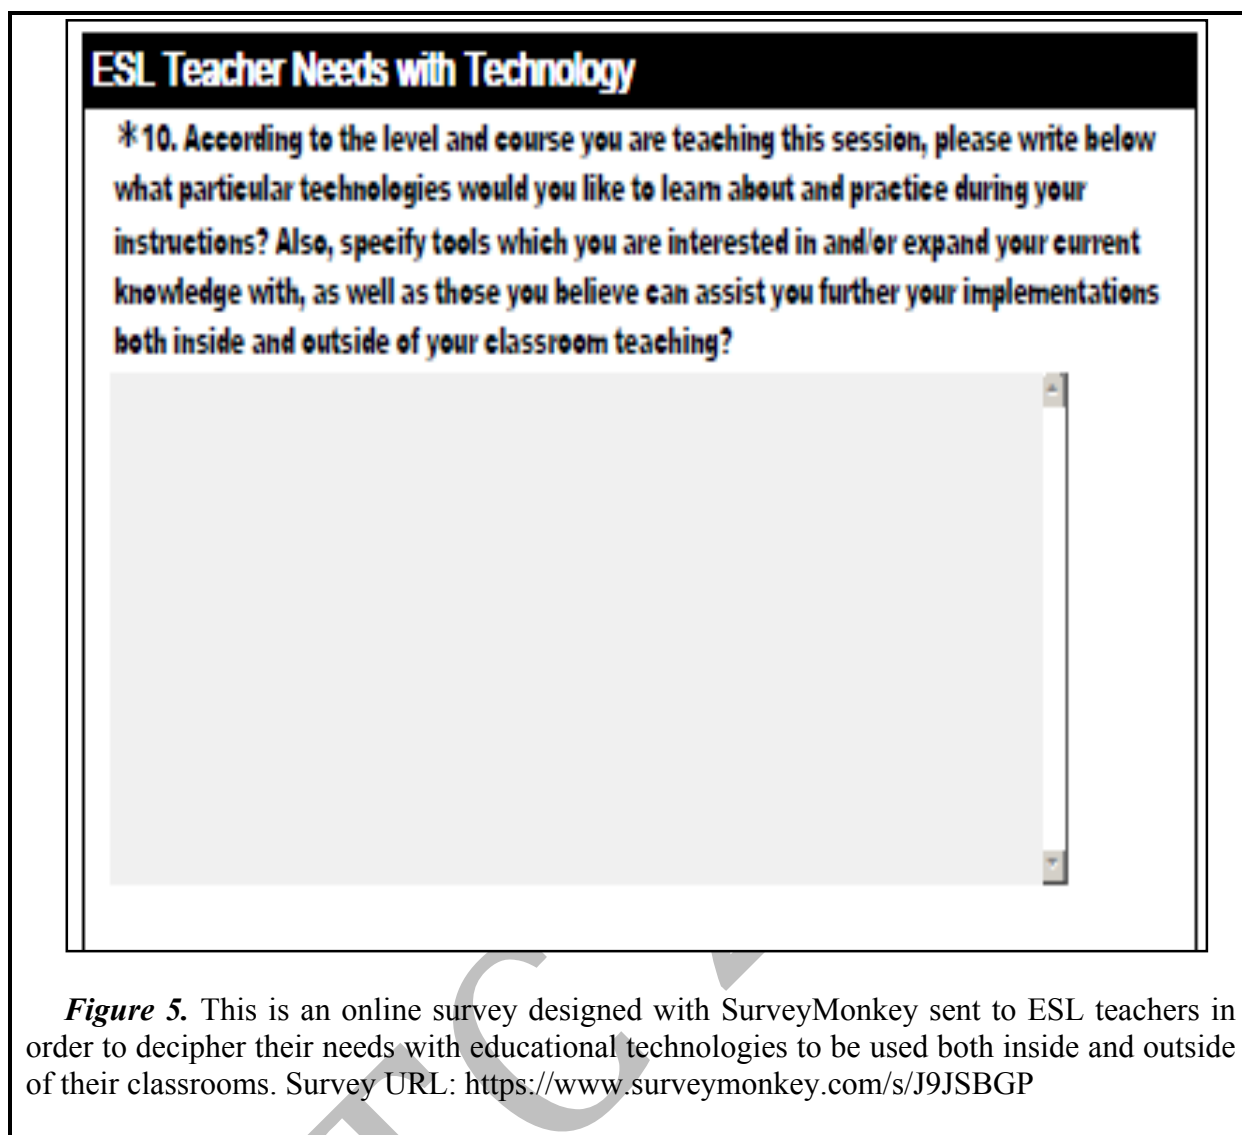 ESL Teacher Needs with Technology
*10. According to the level and course you are teaching this session, please write below
what particular technologies would you like to learn about and practice during your
instructions? Also, specify tools which you are interested in and/or expand your current
knowledge with, as well as those you believe can assist you further your implementations
both inside and outside of your classroom teaching?
Figure 5. This is an online survey designed with SurveyMonkey sent to ESL teachers in
order to decipher their needs with educational technologies to be used both inside and outside
of their classrooms. Survey URL: https://www.surveymonkey.com/s/J9JSBGP